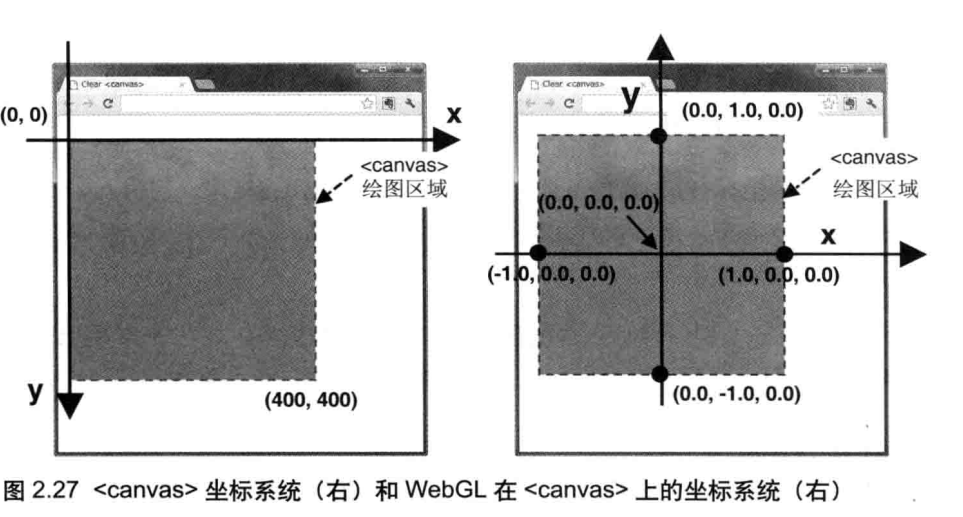 Clear <canvas>
(0, 0)
x
<canvas>
绘图区域
y
(400, 400)
Clear <canvas>
y
(0.0, 1.0, 0.0)
<canvas>
绘图区域
(0.0, 0.0, 0.0)
x
(-1.0, 0.0, 0.0)
(1.0, 0.0, 0.0)
(0.0, -1.0, 0.0)
图 2.27 <canvas> 坐标系统（右）和 WebGL 在 <canvas> 上的坐标系统（右）